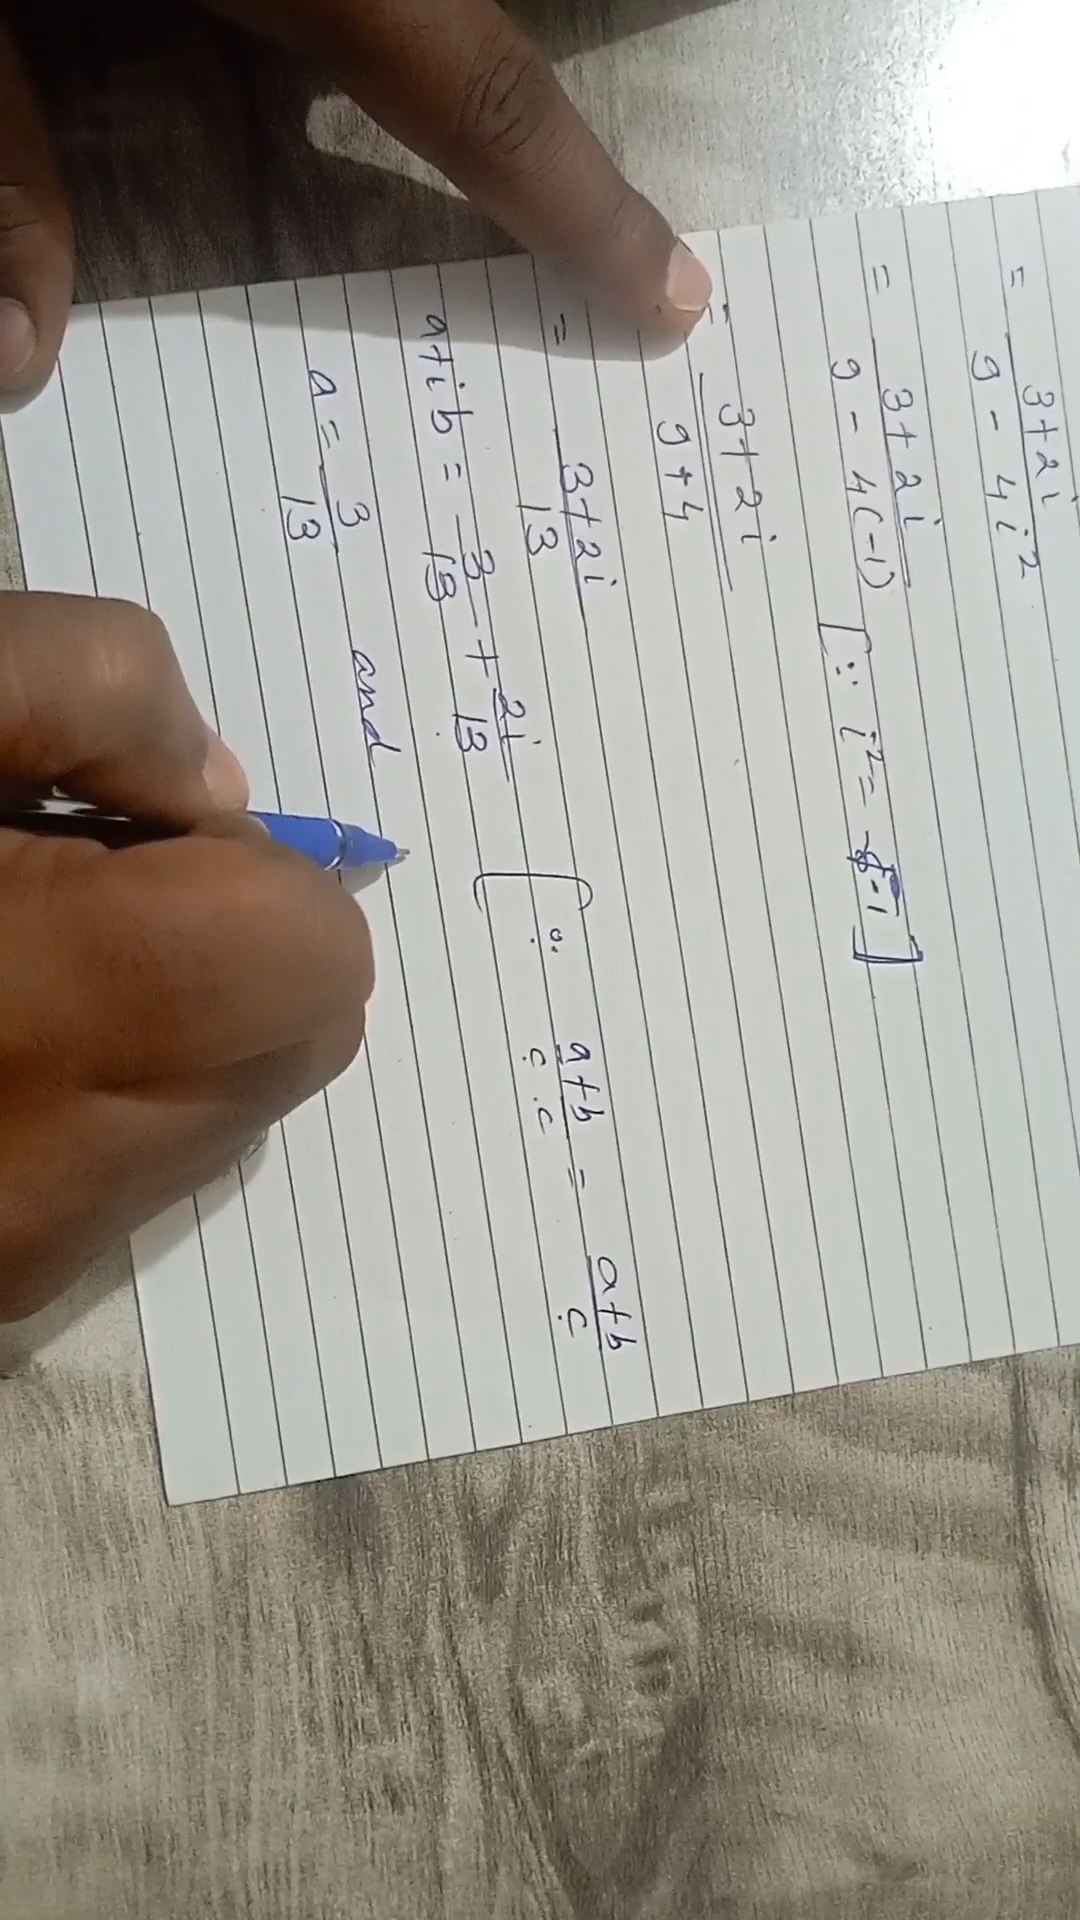 = 3+2i / 9 - 4i²
= 3+2i / 9 - 4(-1) [∵ i² = -1]
= 3+2i / 9+4
= 3+2i / 13
a+ib = 3/13 + 2i/13 [∵ a/c + b/c = a+b / c
a = 3/13 and